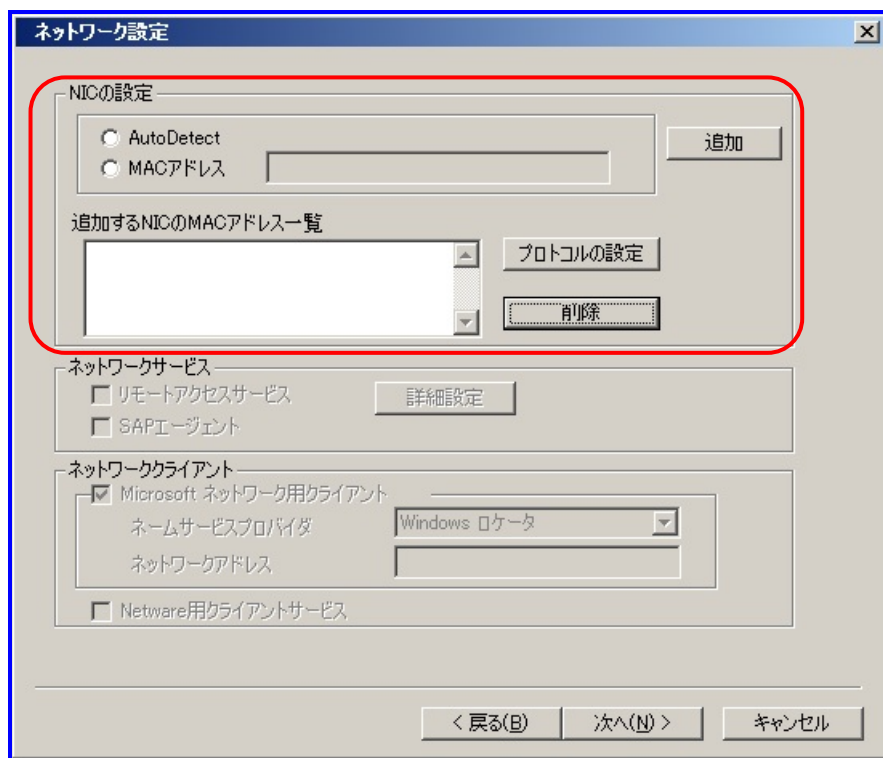 ネットワーク設定
NICの設定
AutoDetect
MACアドレス
追加
追加するNICのMACアドレス一覧
プロトコルの設定
削除
ネットワークサービス
リモートアクセスサービス
詳細設定
SAPエージェント
ネットワーククライアント
Microsoft ネットワーク用クライアント
ネームサービスプロバイダ
Windows ロケータ
ネットワークアドレス
Netware用クライアントサービス
< 戻る(B)
次へ(N) >
キャンセル